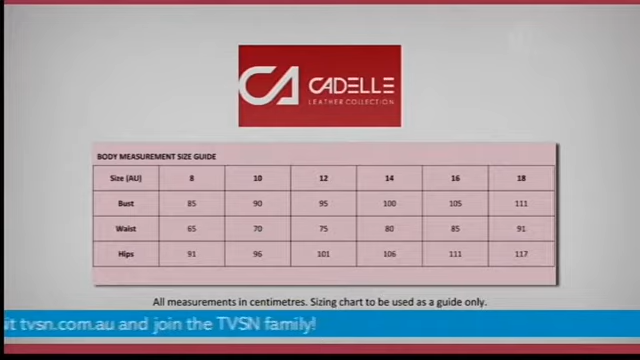 CA CADELLE
LEATHER COLLECTION
BODY MEASUREMENT SIZE GUIDE
Size (AU) 8 10 12 14 16 18
Bust 85 90 95 100 105 111
Waist 65 70 75 80 85 91
Hips 91 96 101 106 111 117
All measurements in centimetres. Sizing chart to be used as a guide only.
it tvsn.com.au and join the TVSN family!